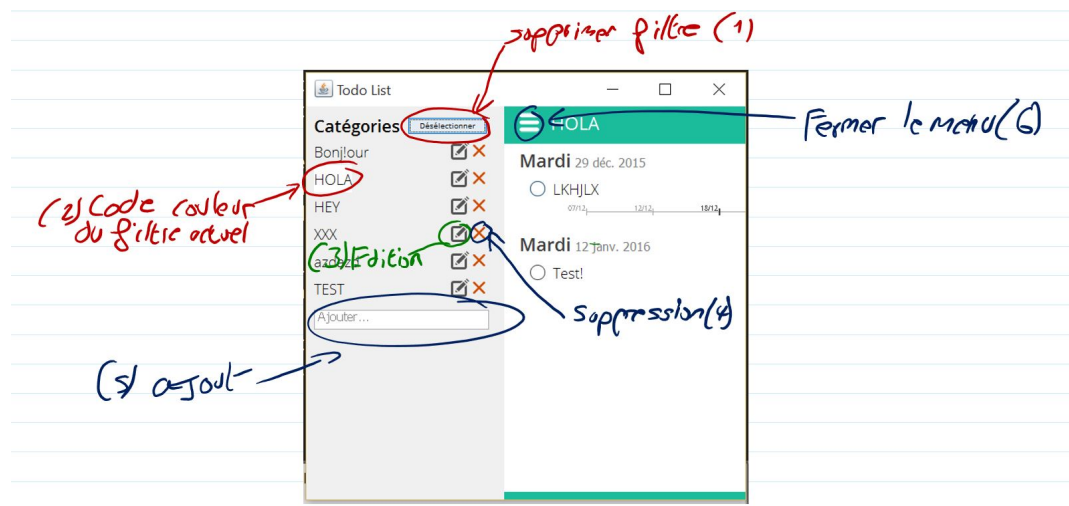 supprimer filtre (1)
Todo List
Catégories Désélectionner HOLA
Fermer le menu (6)
Bonjlour
Mardi 29 déc. 2015
HOLA
LKHJLX
(2) Code couleur
du filtre actuel
HEY
07/12 12/12 18/12
XXX
Mardi 12 janv. 2016
(3) Edition
azdazd
Test!
TEST
Suppression (4)
Ajouter...
(5) ajout